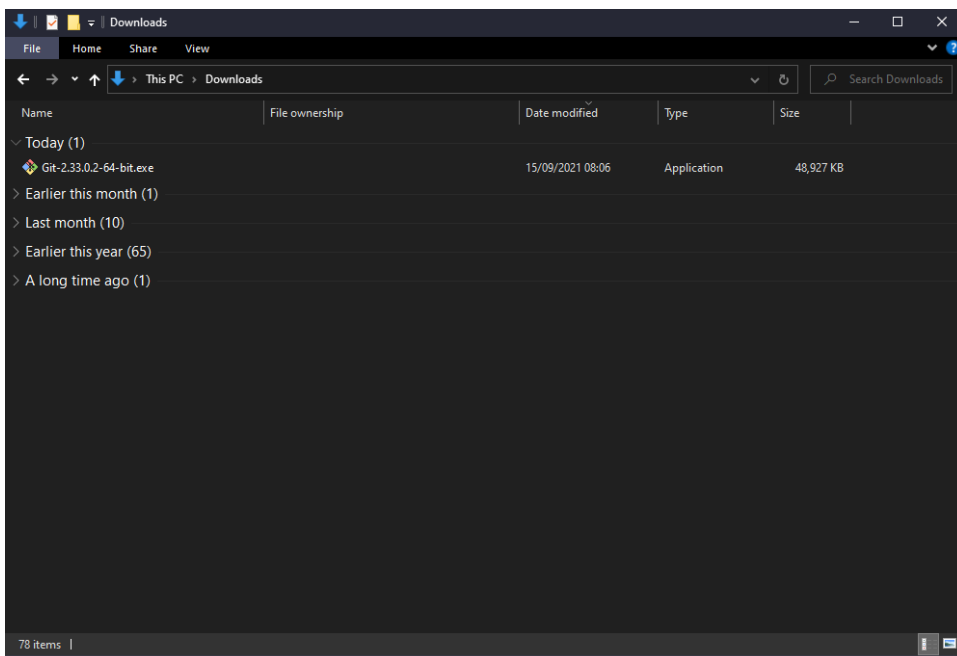 Downloads
File Home Share View
This PC Downloads Search Downloads
Name File ownership Date modified Type Size
Today (1)
Git-2.33.0.2-64-bit.exe 15/09/2021 08:06 Application 48,927 KB
Earlier this month (1)
Last month (10)
Earlier this year (65)
A long time ago (1)
78 items